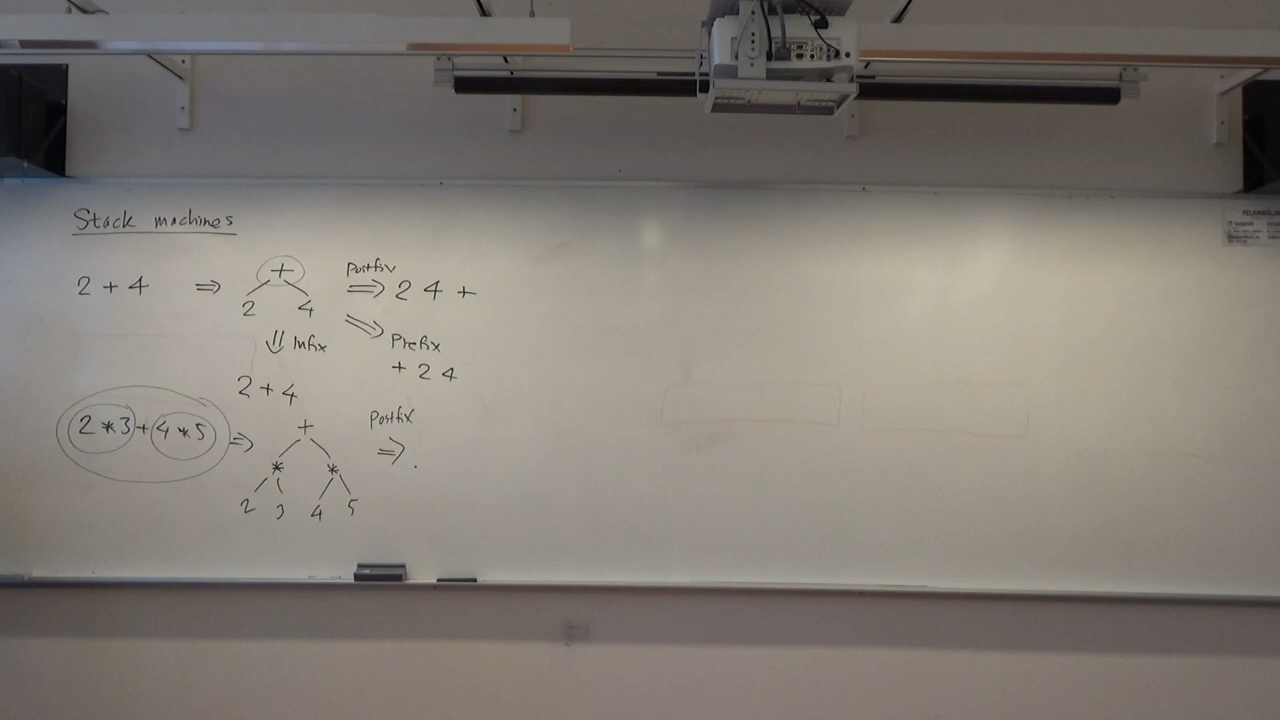 Stack machines
2 + 4 ⇒ + Postfix ⇒ 2 4 +
2 4
⇓ Infix ⇒ Prefix
+ 2 4
2 + 4
2 * 3 + 4 * 5 ⇒ + Postfix ⇒ .
* *
2 3 4 5